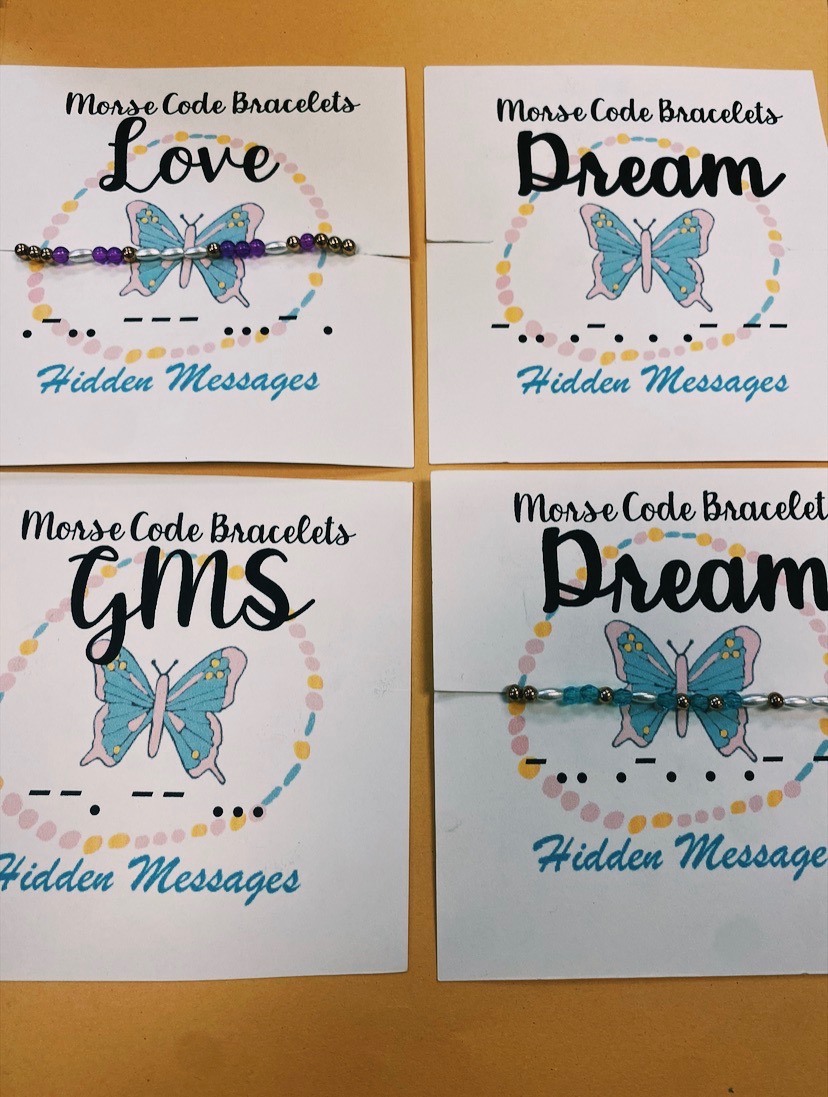 Morse Code Bracelets
Love
.-.. --- ...- .
Hidden Messages
Morse Code Bracelets
Dream
-.. .-. . .- --
Hidden Messages
Morse Code Bracelets
GMS
--. -- ...
Hidden Messages
Morse Code Bracelet
Dream
-.. .-. . .- -
Hidden Message